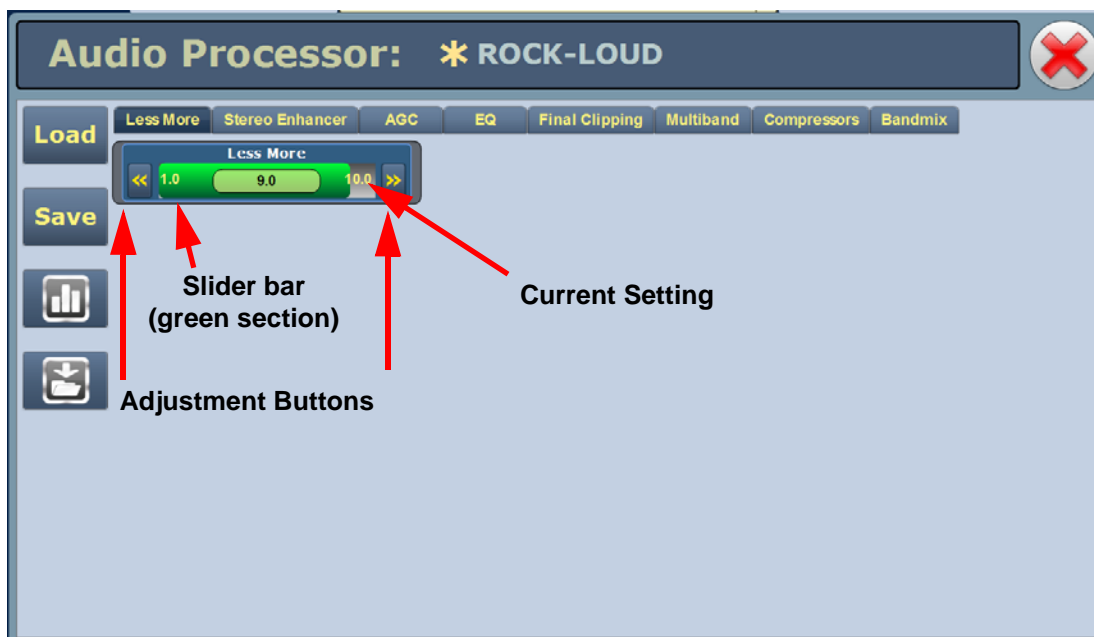 Audio Processor: * ROCK-LOUD
Load
Less More Stereo Enhancer AGC EQ Final Clipping Multiband Compressors Bandmix
Less More
<< 1.0 9.0 10.0 >>
Save
Slider bar
(green section)
Current Setting
Adjustment Buttons